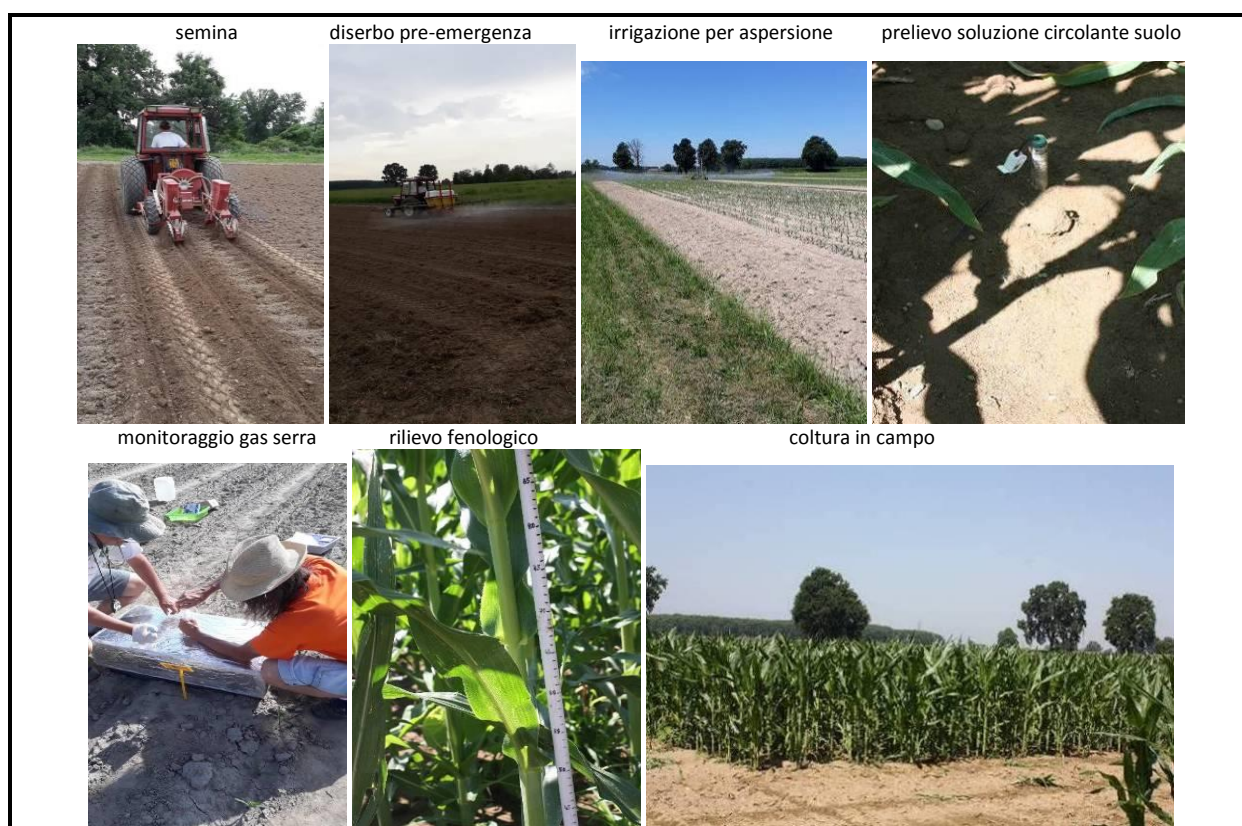 semina
diserbo pre-emergenza
irrigazione per aspersione
prelievo soluzione circolante suolo
monitoraggio gas serra
rilievo fenologico
coltura in campo